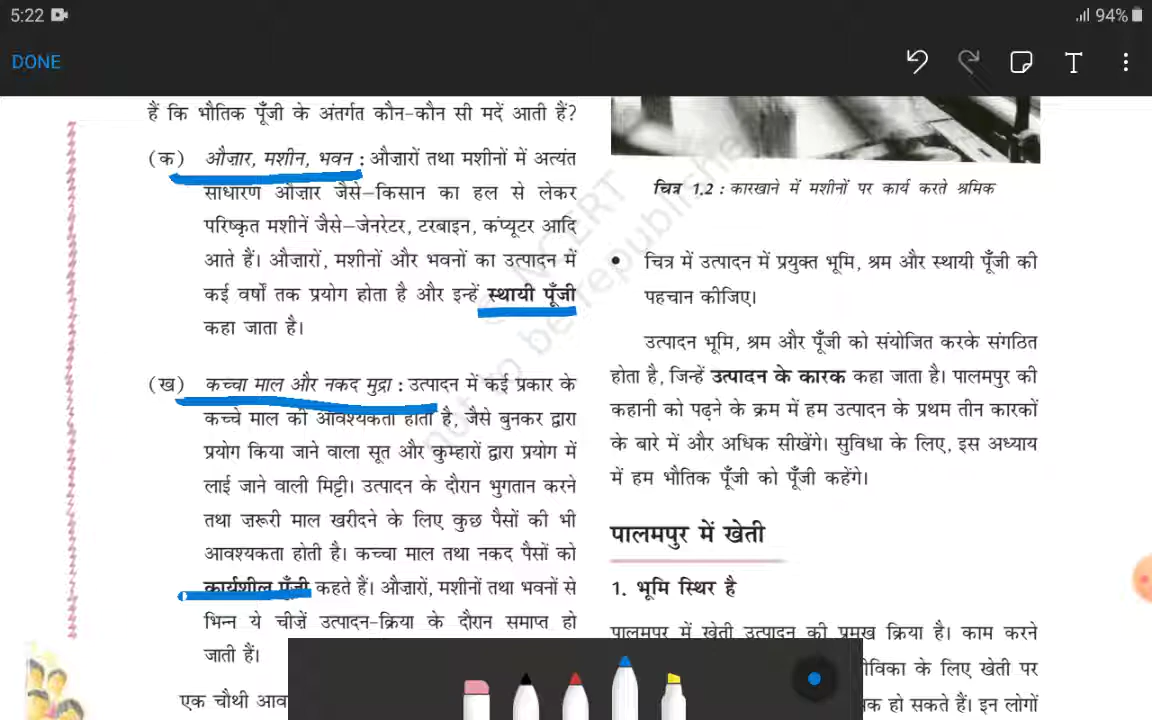 5:22
94%
DONE
हैं कि भौतिक पूँजी के अंतर्गत कौन-कौन सी मदें आती हैं?
(क) औज़ार, मशीन, भवन : औज़ारों तथा मशीनों में अत्यंत
साधारण औज़ार जैसे–किसान का हल से लेकर
परिष्कृत मशीनें जैसे–जेनरेटर, टरबाइन, कंप्यूटर आदि
आते हैं। औज़ारों, मशीनों और भवनों का उत्पादन में
कई वर्षों तक प्रयोग होता है और इन्हें स्थायी पूँजी
कहा जाता है।
(ख) कच्चा माल और नकद मुद्रा : उत्पादन में कई प्रकार के
कच्चे माल की आवश्यकता होती है, जैसे बुनकर द्वारा
प्रयोग किया जाने वाला सूत और कुम्हारों द्वारा प्रयोग में
लाई जाने वाली मिट्टी। उत्पादन के दौरान भुगतान करने
तथा ज़रूरी माल खरीदने के लिए कुछ पैसों की भी
आवश्यकता होती है। कच्चा माल तथा नकद पैसों को
कार्यशील पूँजी कहते हैं। औज़ारों, मशीनों तथा भवनों से
भिन्न ये चीज़ें उत्पादन-क्रिया के दौरान समाप्त हो
जाती हैं।
एक चौथी
चित्र 1.2 : कारखाने में मशीनों पर कार्य करते श्रमिक
• चित्र में उत्पादन में प्रयुक्त भूमि, श्रम और स्थायी पूँजी की
पहचान कीजिए।
उत्पादन भूमि, श्रम और पूँजी को संयोजित करके संगठित
होता है, जिन्हें उत्पादन के कारक कहा जाता है। पालमपुर की
कहानी को पढ़ने के क्रम में हम उत्पादन के प्रथम तीन कारकों
के बारे में और अधिक सीखेंगे। सुविधा के लिए, इस अध्याय
में हम भौतिक पूँजी को पूँजी कहेंगे।
पालमपुर में खेती
1. भूमि स्थिर है
पालमपुर में खेती उत्पादन की प्रमुख क्रिया है। काम करने
के लिए खेती पर
हो सकते हैं। इन लोगों
not to be republished
NCERT